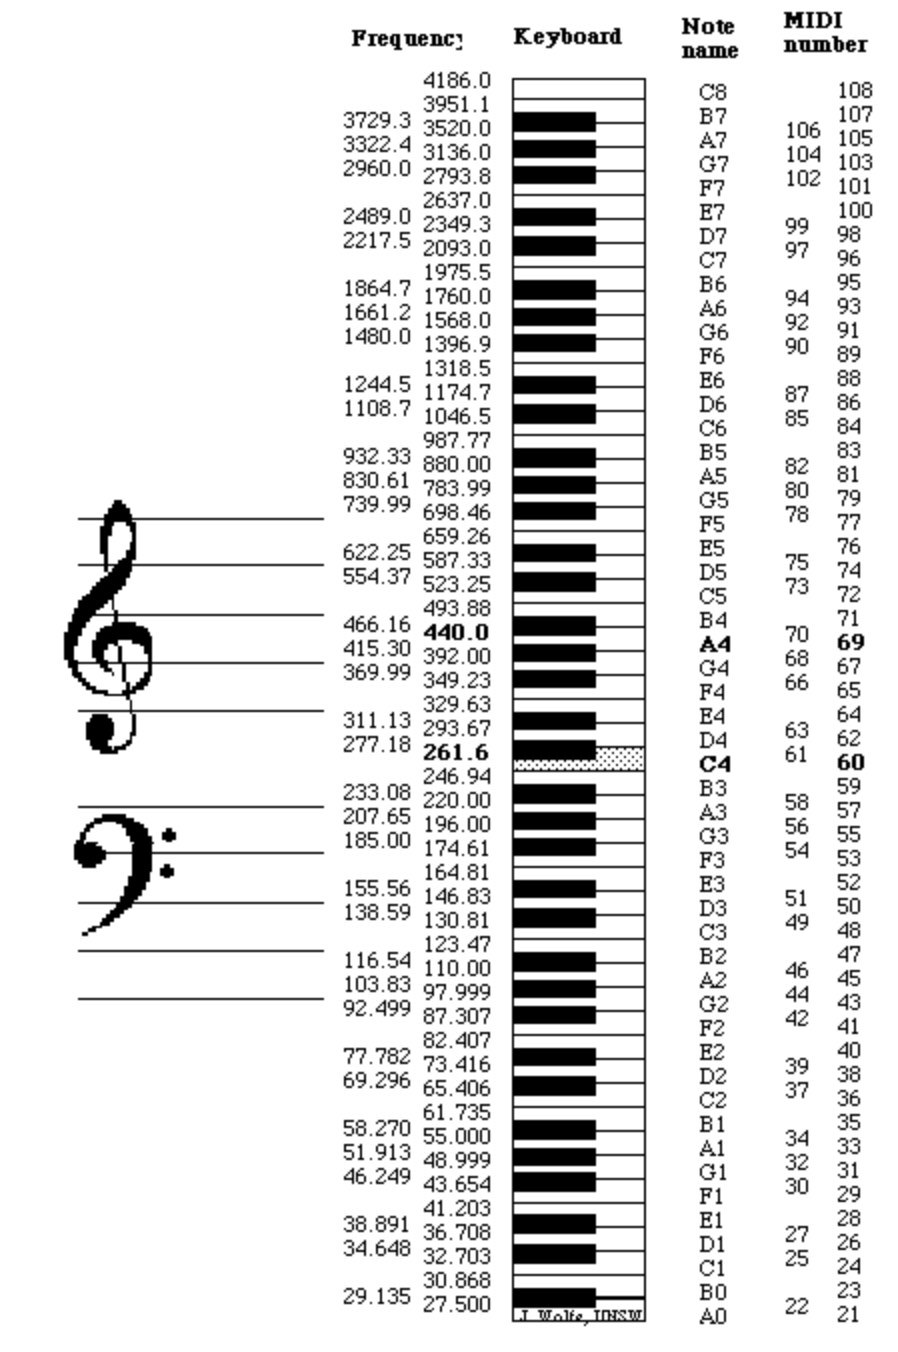 Frequency Keyboard Note name MIDI number
4186.0 C8 108
3951.1 B7 107
3729.3 106
3520.0 A7 105
3322.4 104
3136.0 G7 103
2960.0 102
2793.8 F7 101
2637.0 E7 100
2489.0 99
2349.3 D7 98
2217.5 97
2093.0 C7 96
1975.5 B6 95
1864.7 94
1760.0 A6 93
1661.2 92
1568.0 G6 91
1480.0 90
1396.9 F6 89
1318.5 E6 88
1244.5 87
1174.7 D6 86
1108.7 85
1046.5 C6 84
987.77 B5 83
932.33 82
880.00 A5 81
830.61 80
783.99 G5 79
739.99 78
698.46 F5 77
659.26 E5 76
622.25 75
587.33 D5 74
554.37 73
523.25 C5 72
493.88 B4 71
466.16 70
440.0 A4 69
415.30 68
392.00 G4 67
369.99 66
349.23 F4 65
329.63 E4 64
311.13 63
293.67 D4 62
277.18 61
261.6 C4 60
246.94 B3 59
233.08 58
220.00 A3 57
207.65 56
196.00 G3 55
185.00 54
174.61 F3 53
164.81 E3 52
155.56 51
146.83 D3 50
138.59 49
130.81 C3 48
123.47 B2 47
116.54 46
110.00 A2 45
103.83 44
97.999 G2 43
92.499 42
87.307 F2 41
82.407 E2 40
77.782 39
73.416 D2 38
69.296 37
65.406 C2 36
61.735 B1 35
58.270 34
55.000 A1 33
51.913 32
48.999 G1 31
46.249 30
43.654 F1 29
41.203 E1 28
38.891 27
36.708 D1 26
34.648 25
32.703 C1 24
30.868 B0 23
29.135 22
27.500 A0 21
J. Wolfe, UNSW